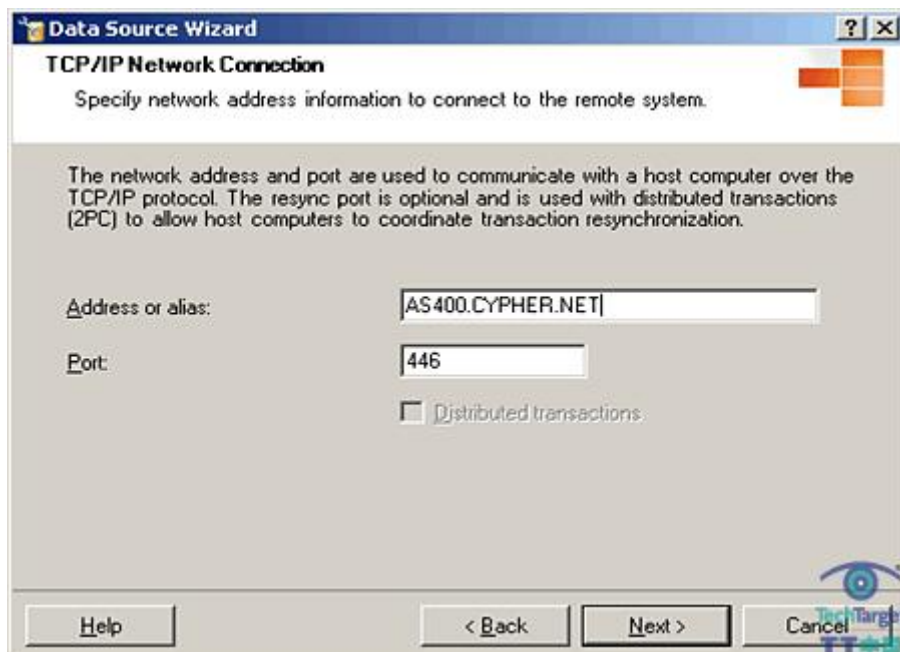 Data Source Wizard
TCP/IP Network Connection
Specify network address information to connect to the remote system.
The network address and port are used to communicate with a host computer over the
TCP/IP protocol. The resync port is optional and is used with distributed transactions
(2PC) to allow host computers to coordinate transaction resynchronization.
Address or alias:
AS400.CYPHER.NET
Port:
446
Distributed transactions
Help
< Back
Next >
Cancel
TechTarge